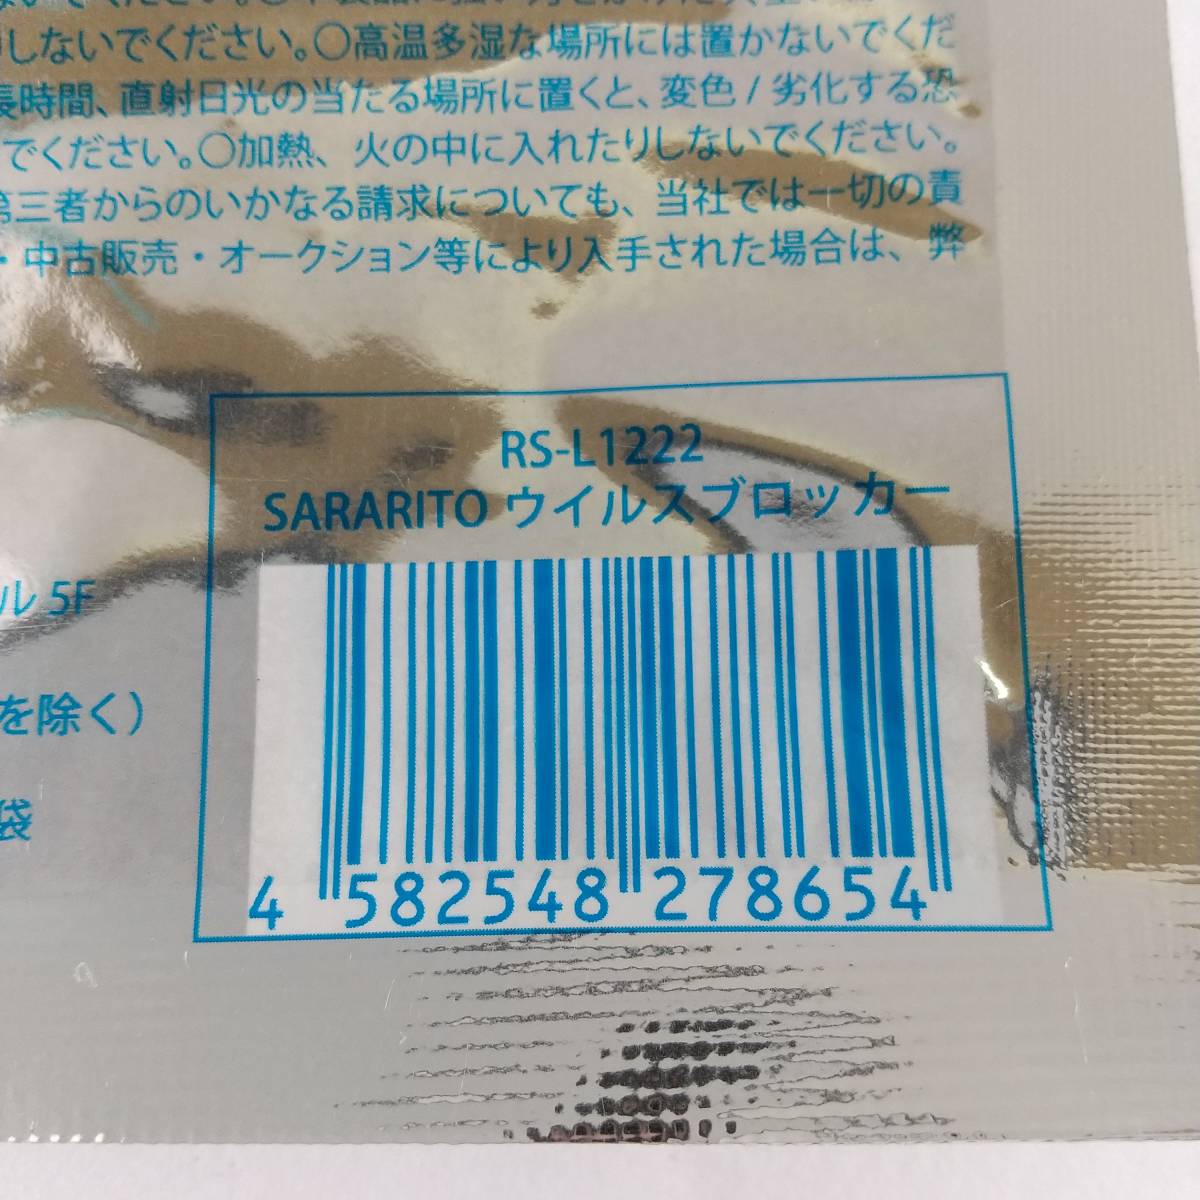 しないでください。〇高温多湿な場所には置かないでくだ
長時間、直射日光の当たる場所に置くと、変色/劣化する恐
でください。〇加熱、火の中に入れたりしないでください。
第三者からのいかなる請求についても、当社では一切の責
・中古販売・オークション等により入手された場合は、弊
RS-L1222
SARARITO ウイルスブロッカー
ル 5F
を除く）
袋
4 582548 278654